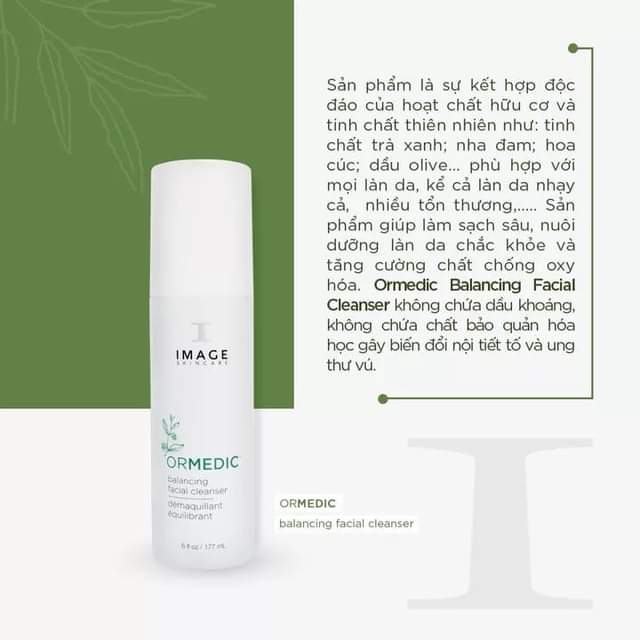 Sản phẩm là sự kết hợp độc
đáo của hoạt chất hữu cơ và
tinh chất thiên nhiên như: tinh
chất trà xanh; nha đam; hoa
cúc; dầu olive... phù hợp với
mọi làn da, kể cả làn da nhạy
cả, nhiều tổn thương,..... Sản
phẩm giúp làm sạch sâu, nuôi
dưỡng làn da chắc khỏe và
tăng cường chất chống oxy
hóa. Ormedic Balancing Facial
Cleanser không chứa dầu khoáng,
không chứa chất bảo quản hóa
học gây biến đổi nội tiết tố và ung
thư vú.
I
IMAGE
SKINCARE
ORMEDIC
balancing
facial cleanser
démaquillant
équilibrant
6 fl oz / 177 mL
ORMEDIC
balancing facial cleanser
I